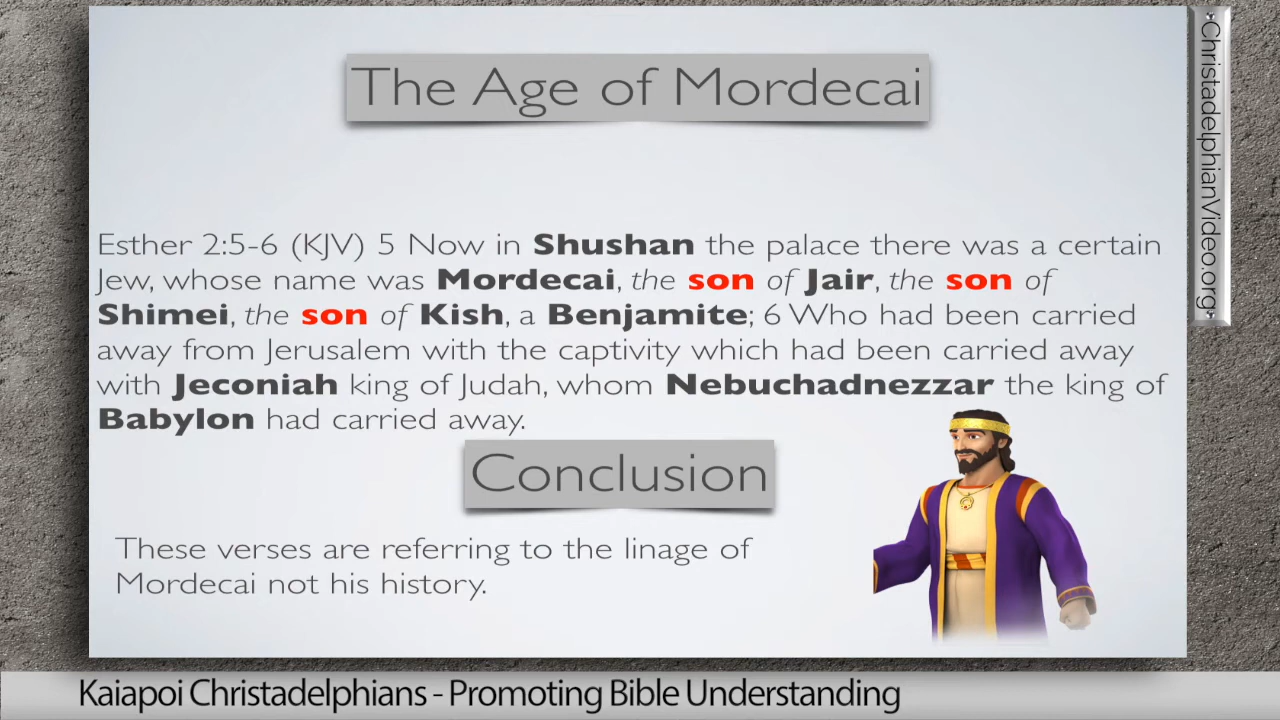 The Age of Mordecai
Esther 2:5-6 (KJV) 5 Now in Shushan the palace there was a certain
Jew, whose name was Mordecai, the son of Jair, the son of
Shimei, the son of Kish, a Benjamite; 6 Who had been carried
away from Jerusalem with the captivity which had been carried away
with Jeconiah king of Judah, whom Nebuchadnezzar the king of
Babylon had carried away.
Conclusion
These verses are referring to the linage of
Mordecai not his history.
•ChristadelphianVideo.org•
Kaiapoi Christadelphians - Promoting Bible Understanding